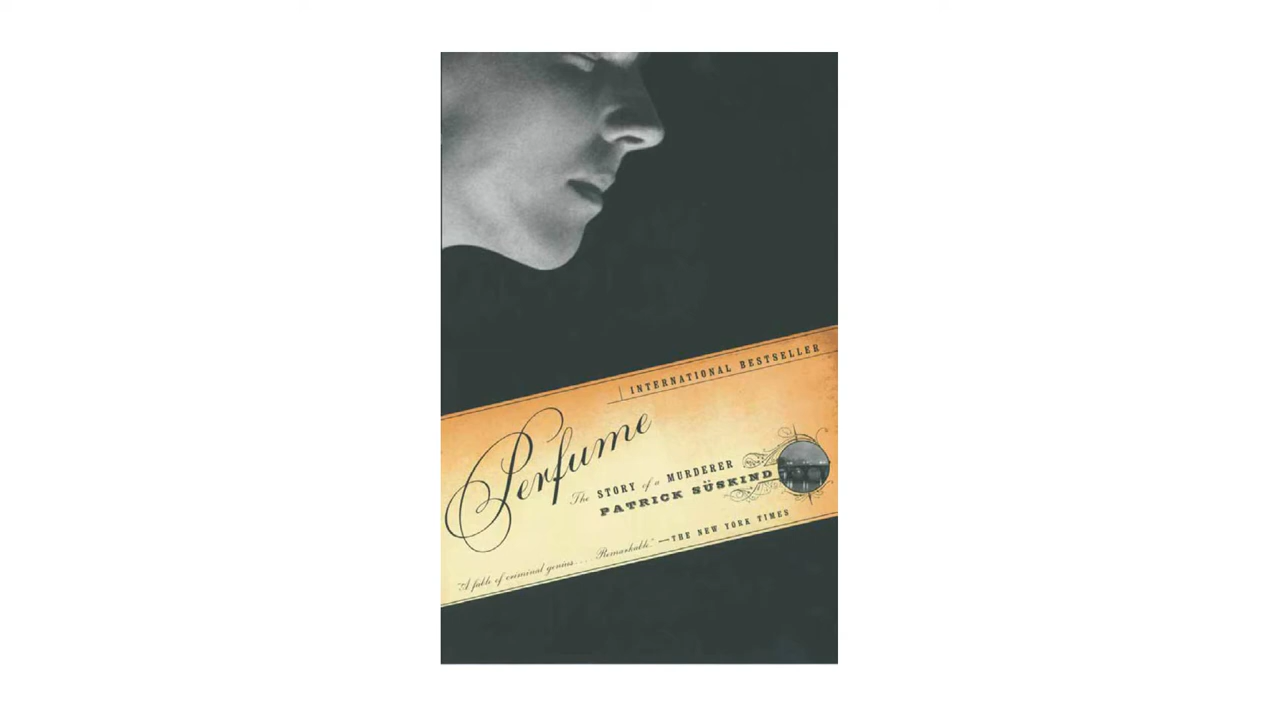 INTERNATIONAL BESTSELLER
Perfume
The STORY of a MURDERER
PATRICK SÜSKIND
"A fable of criminal genius.... Remarkable." —THE NEW YORK TIMES